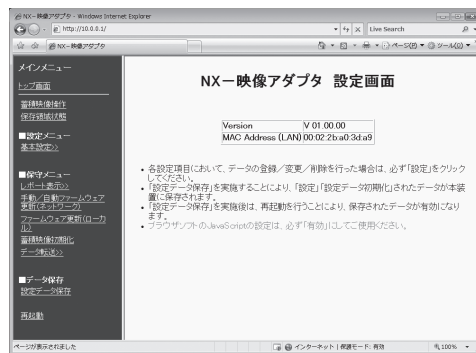 NX－映像アダプタ - Windows Internet Explorer
http://10.0.0.1/
Live Search
NX－映像アダプタ
ページ(P)
ツール(O)
メインメニュー
トップ画面
蓄積映像操作
保存領域状態
■設定メニュー
基本設定>>
■保守メニュー
レポート表示>>
手動/自動ファームウェア
更新(ネットワーク)
ファームウェア更新(ローカ
ル)
蓄積映像初期化
データ転送>>
■データ保存
設定データ保存
再起動
NX－映像アダプタ 設定画面
Version V 01.00.00
MAC Address (LAN) 00:02:2b:a0:3d:a9
• 各設定項目において、データの登録／変更／削除を行った場合は、必ず「設定」をクリック
してください。
• 「設定データ保存」を実施することにより、「設定」「設定データ初期化」されたデータが本装
置に保存されます。
• 「設定データ保存」を実施後は、再起動を行うことにより、保存されたデータが有効になり
ます。
• ブラウザソフトのJavaScriptの設定は、必ず「有効」にしてご使用ください。
ページが表示されました
インターネット | 保護モード: 有効
100%